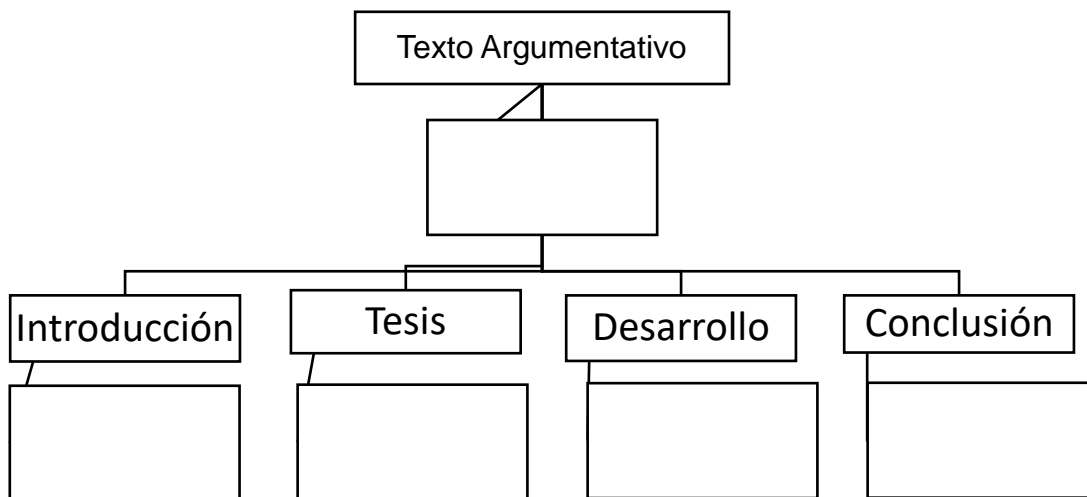 Texto Argumentativo
Introducción
Tesis
Desarrollo
Conclusión